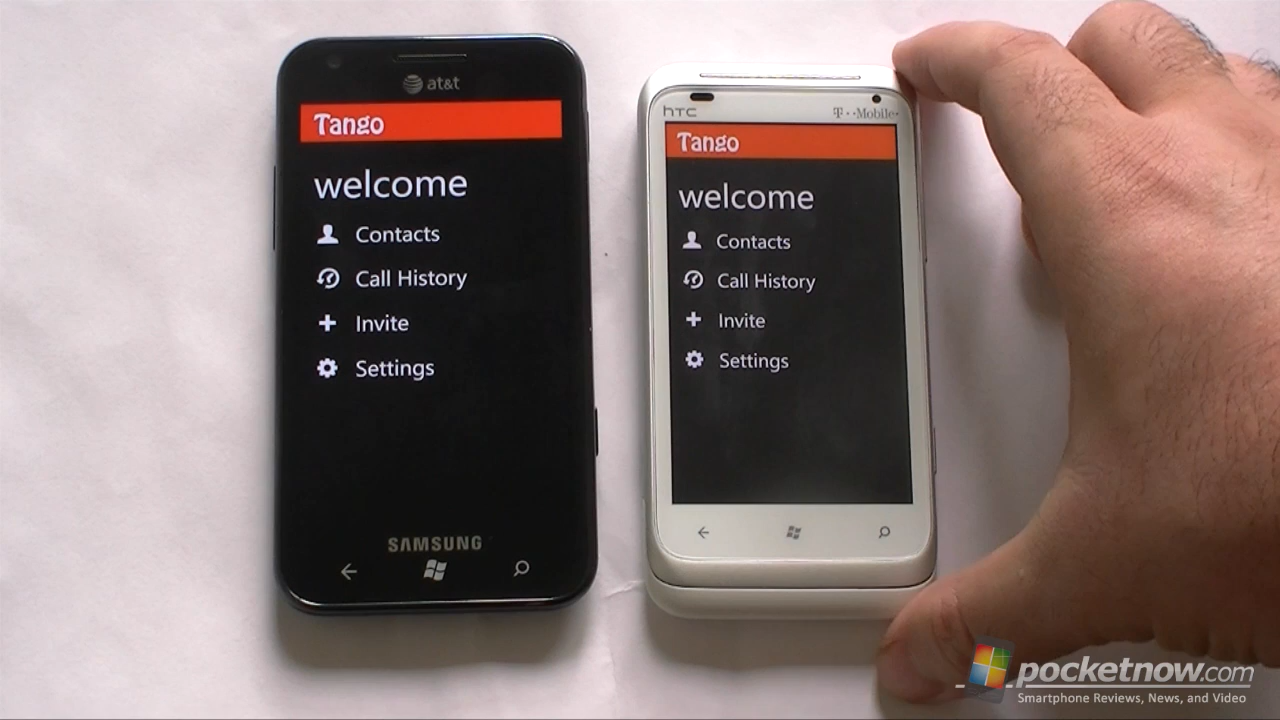 at&t
Tango
welcome
Contacts
Call History
Invite
Settings
SAMSUNG
hTC
T··Mobile·
Tango
welcome
Contacts
Call History
Invite
Settings
pocketnow.com
Smartphone Reviews, News, and Video